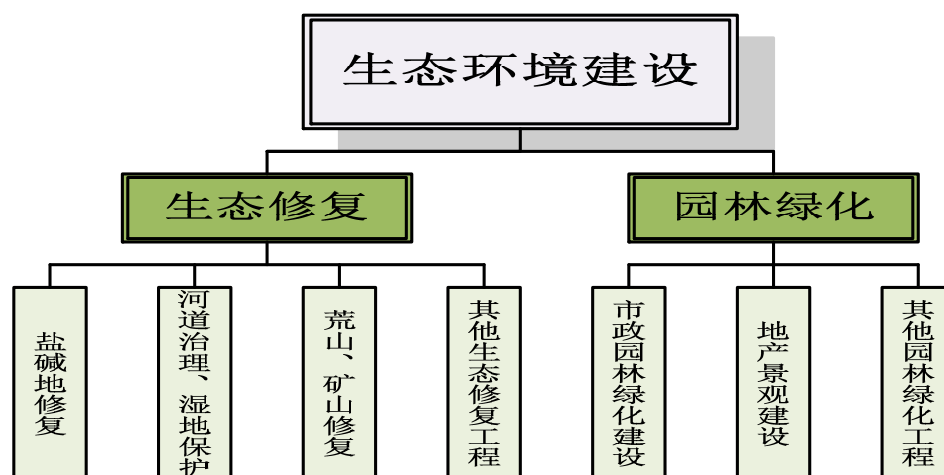 生态环境建设
生态修复
园林绿化
盐碱地修复
河道治理、湿地保护
荒山、矿山修复
其他生态修复工程
市政园林绿化建设
地产景观建设
其他园林绿化工程